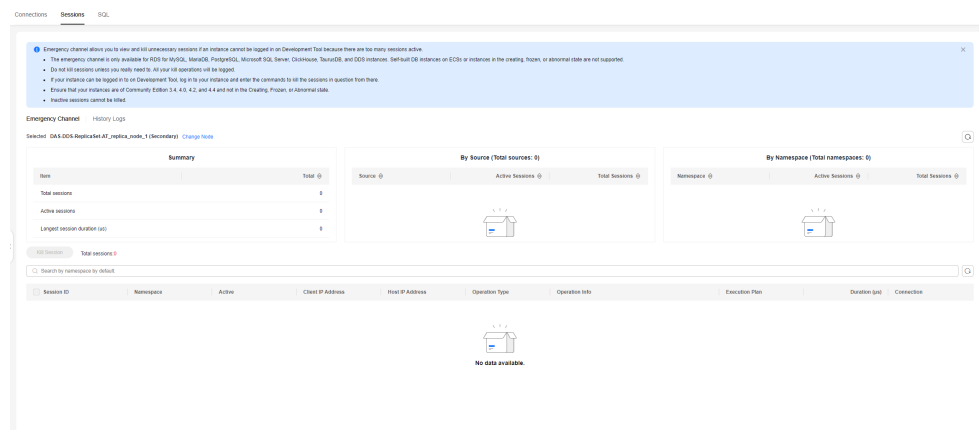 Connections Sessions SQL
Emergency channel allows you to view and kill unnecessary sessions if an instance cannot be logged in on Development Tool because there are too many sessions active.
• The emergency channel is only available for RDS for MySQL, MariaDB, PostgreSQL, Microsoft SQL Server, ClickHouse, TaurusDB, and DDS instances. Self-built DB instances on ECSs or instances in the creating, frozen, or abnormal state are not supported.
• Do not kill sessions unless you really need to. All your kill operations will be logged.
• If your instance can be logged in to on Development Tool, log in to your instance and enter the commands to kill the sessions in question from there.
• Ensure that your instances are of Community Edition 3.4, 4.0, 4.2, and 4.4 and not in the Creating, Frozen, or Abnormal state.
• Inactive sessions cannot be killed.
Emergency Channel History Logs
Selected DAS-DDS-ReplicaSet-AT_replica_node_1 (Secondary) Change Node
Summary
Item Total
Total sessions 0
Active sessions 0
Longest session duration (us) 0
By Source (Total sources: 0)
Source Active Sessions Total Sessions
By Namespace (Total namespaces: 0)
Namespace Active Sessions Total Sessions
Kill Session Total sessions:0
Search by namespace by default.
Session ID Namespace Active Client IP Address Host IP Address Operation Type Operation Info Execution Plan Duration (μs) Connection
No data available.